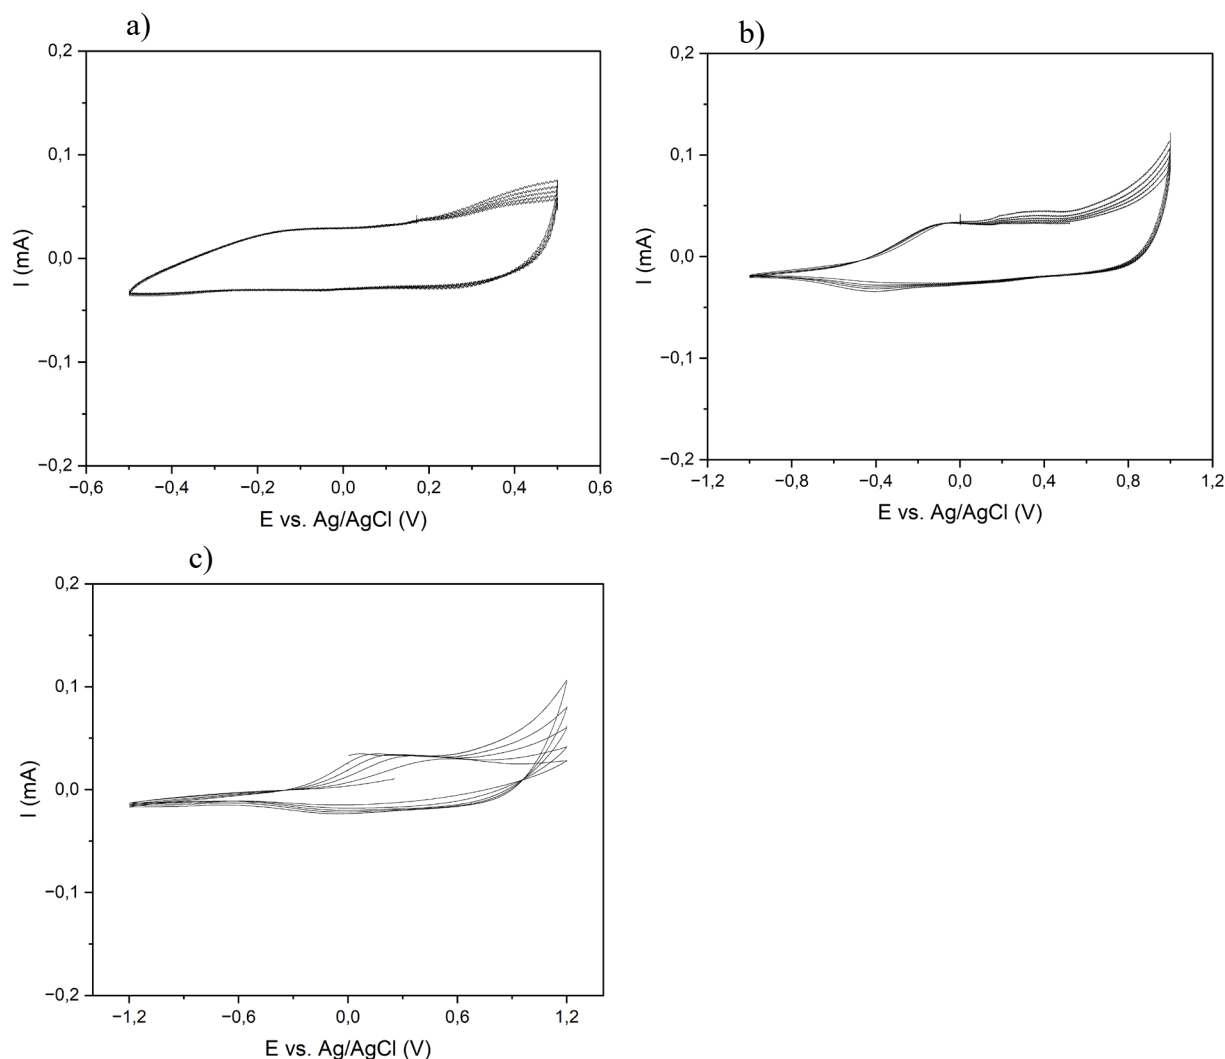 a)
0,2
0,1
0,0
−0,1
−0,2
I (mA)
−0,6 −0,4 −0,2 0,0 0,2 0,4 0,6
E vs. Ag/AgCl (V)
b)
0,2
0,1
0,0
−0,1
−0,2
I (mA)
−1,2 −0,8 −0,4 0,0 0,4 0,8 1,2
E vs. Ag/AgCl (V)
c)
0,2
0,1
0,0
−0,1
−0,2
I (mA)
−1,2 −0,6 0,0 0,6 1,2
E vs. Ag/AgCl (V)